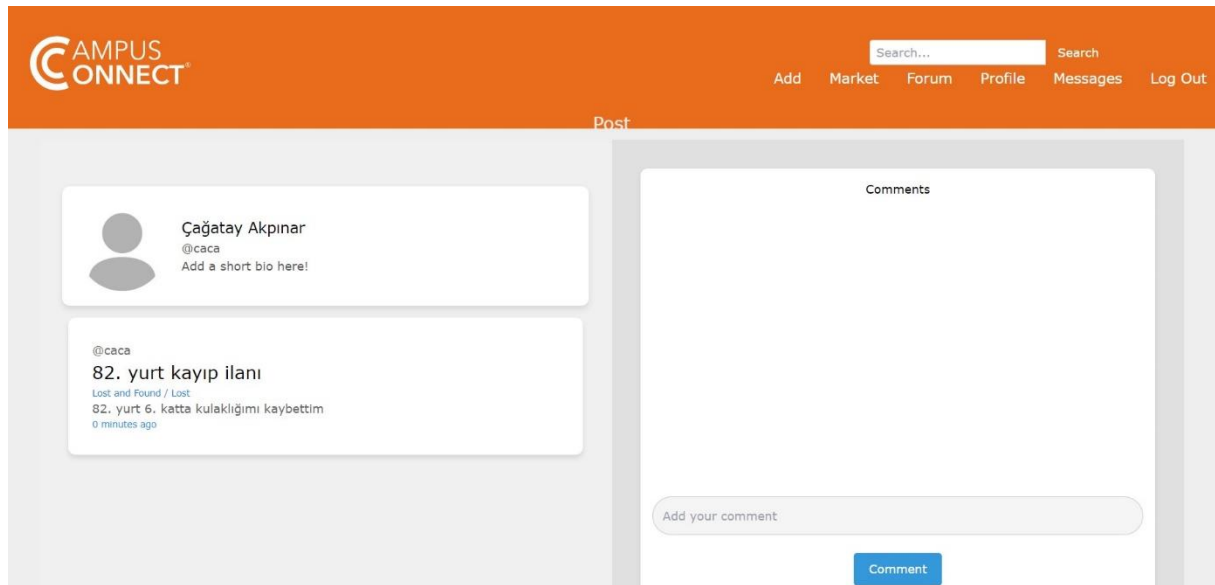 CAMPUS
CONNECT®
Search...
Search
Add Market Forum Profile Messages Log Out
Post
Çağatay Akpınar
@caca
Add a short bio here!
@caca
82. yurt kayıp ilanı
Lost and Found / Lost
82. yurt 6. katta kulaklığımı kaybettim
0 minutes ago
Comments
Add your comment
Comment